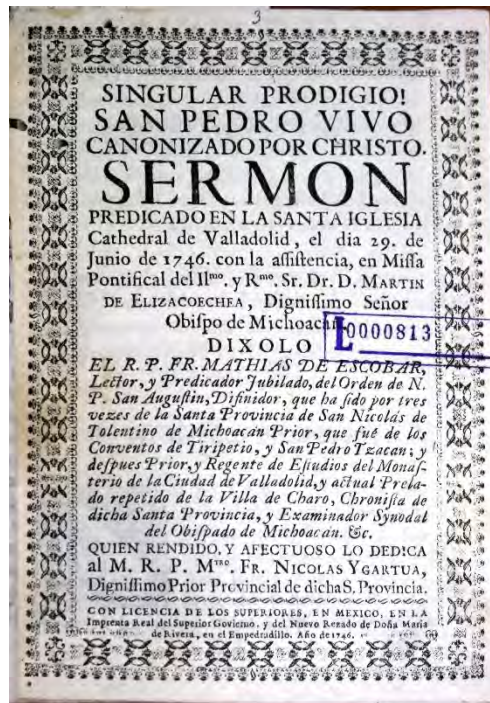 3
SINGULAR PRODIGIO!
SAN PEDRO VIVO
CANONIZADO POR CHRISTO.
SERMON
PREDICADO EN LA SANTA IGLESIA
Cathedral de Valladolid, el dia 29. de
Junio de 1746. con la aſſiſtencia, en Miſſa
Pontifical del Ilmo. y Rmo. Sr. Dr. D. MARTIN
DE ELIZACOECHEA, Digniſſimo Señor
Obiſpo de Michoacàn.
L0000813
DIXOLO
EL R. P. FR. MATHIAS DE ESCOBAR,
Lector, y Predicador Jubilado, del Orden de N.
P. San Auguſtin, Difinidor, que ha ſido por tres
vezes de la Santa Provincia de San Nicolás de
Tolentino de Michoacán Prior, que fuè de los
Conventos de Tiripetio, y San Pedro Tzacan; y
deſpues Prior, y Regente de Eſtudios del Monaſ-
terio de la Ciudad de Valladolid, y actual Prela-
do repetido de la Villa de Charo, Chroniſta de
dicha Santa Provincia, y Examinador Synodal
del Obiſpado de Michoacán. &c.
QUIEN RENDIDO, Y AFECTUOSO LO DEDICA
al M. R. P. Mtro. FR. NICOLAS YGARTUA,
Digniſſimo Prior Provincial de dicha S. Provincia.
CON LICENCIA DE LOS SUPERIORES, EN MEXICO, EN LA
Imprenta Real del Superior Govierno, y del Nuevo Rezado de Doña Maria
de Rivera, en el Empedradillo. Año de 1746.